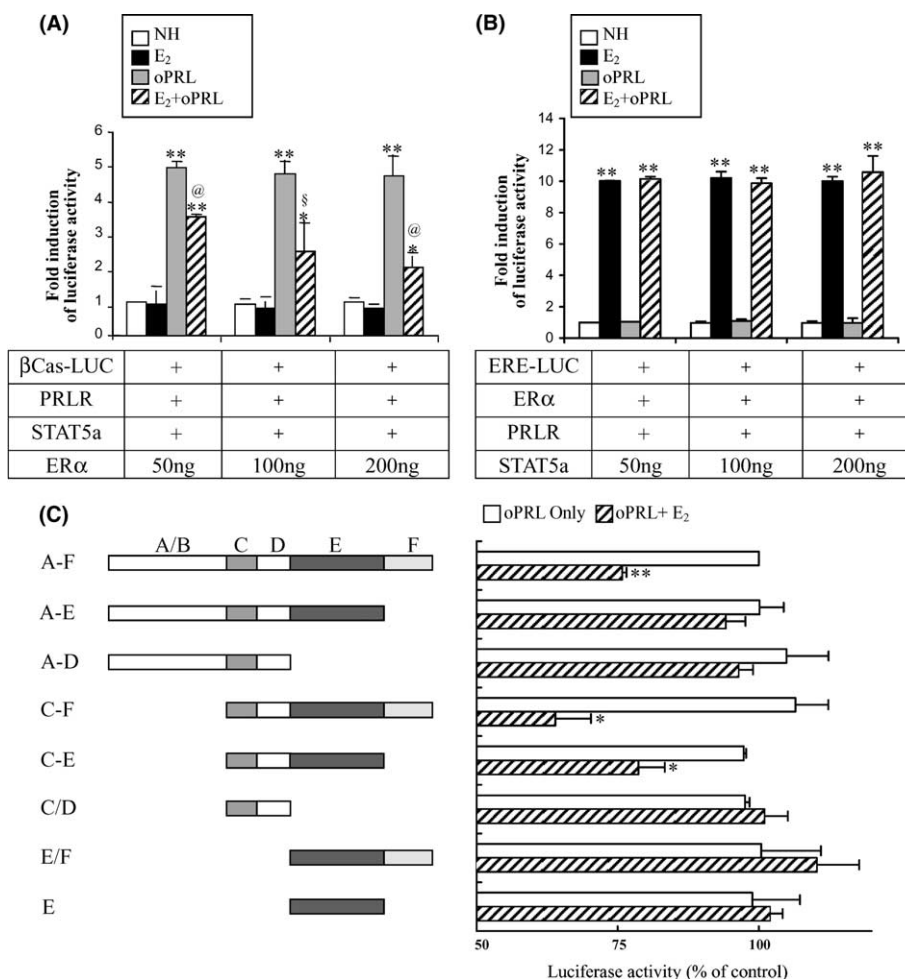 (A)
NH
E2
oPRL
E2+oPRL
Fold induction
of luciferase activity
6
5
4
2
1
0
**
@
**
**
§
*
**
@
*
βCas-LUC + + +
PRLR + + +
STAT5a + + +
ERα 50ng 100ng 200ng
(B)
NH
E2
oPRL
E2+oPRL
Fold induction
of luciferase activity
14
12
10
8
6
4
2
0
** **
** **
** **
ERE-LUC + + +
ERα + + +
PRLR + + +
STAT5a 50ng 100ng 200ng
(C)
oPRL Only oPRL+ E2
A/B C D E F
A-F
**
A-E
A-D
C-F
*
C-E
*
C/D
E/F
E
50 75 100
Luciferase activity (% of control)